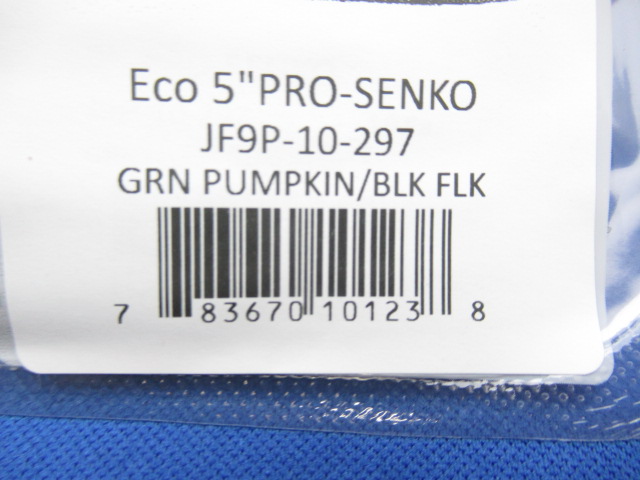 Eco 5"PRO-SENKO
JF9P-10-297
GRN PUMPKIN/BLK FLK
7 83670 10123 8